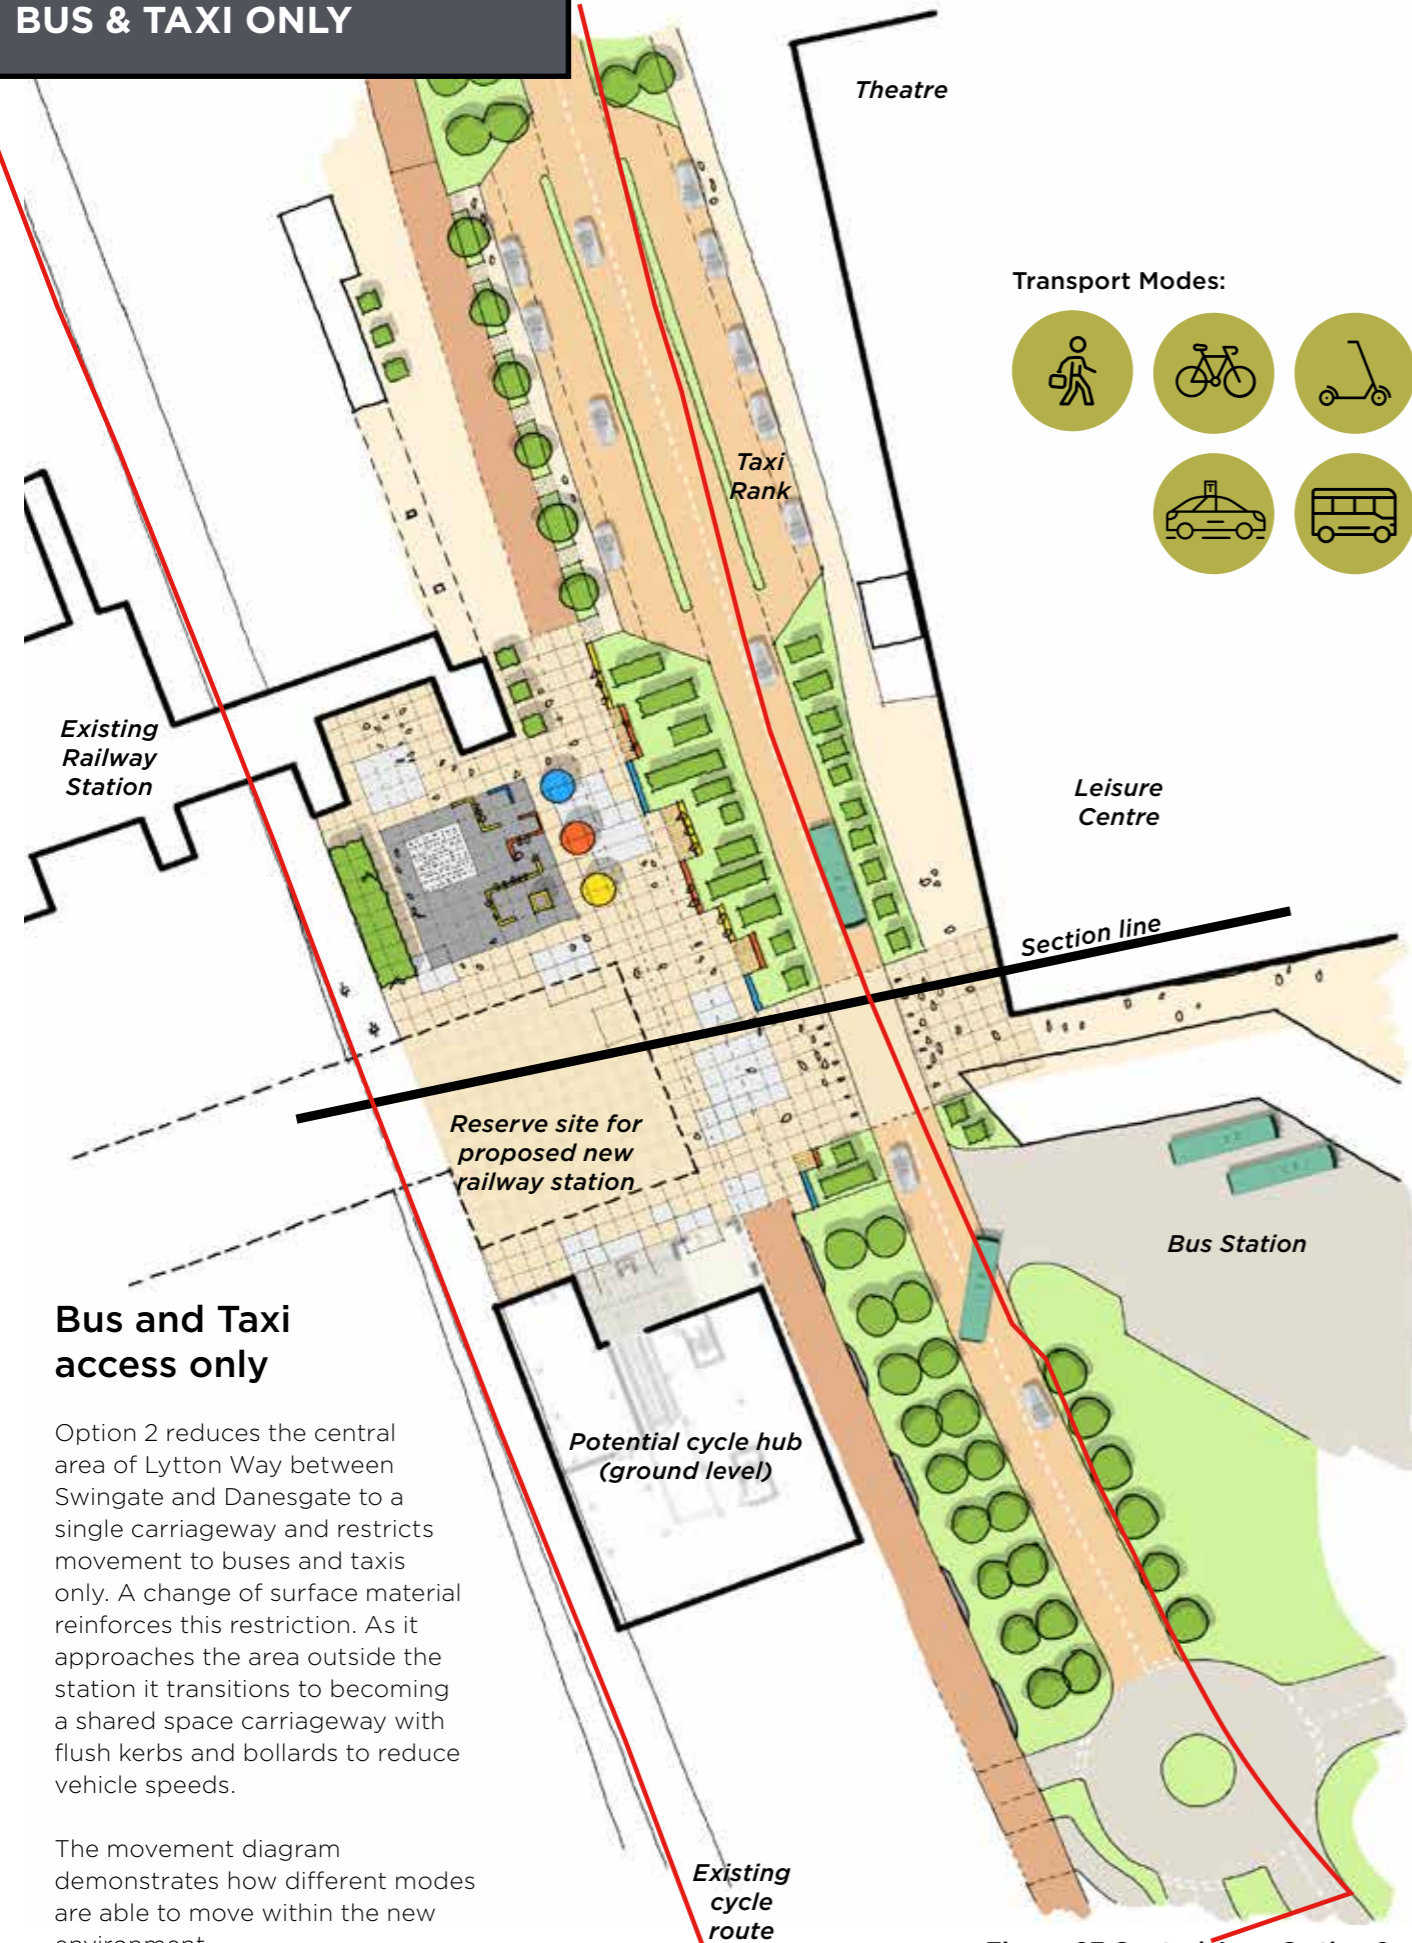 BUS & TAXI ONLY
Theatre
Transport Modes:
T
Taxi
Rank
Existing
Railway
Station
Leisure
Centre
Section line
Reserve site for
proposed new
railway station
Bus Station
Potential cycle hub
(ground level)
Bus and Taxi
access only
Option 2 reduces the central
area of Lytton Way between
Swingate and Danesgate to a
single carriageway and restricts
movement to buses and taxis
only. A change of surface material
reinforces this restriction. As it
approaches the area outside the
station it transitions to becoming
a shared space carriageway with
flush kerbs and bollards to reduce
vehicle speeds.
The movement diagram
demonstrates how different modes
are able to move within the new
environment
Existing
cycle
route